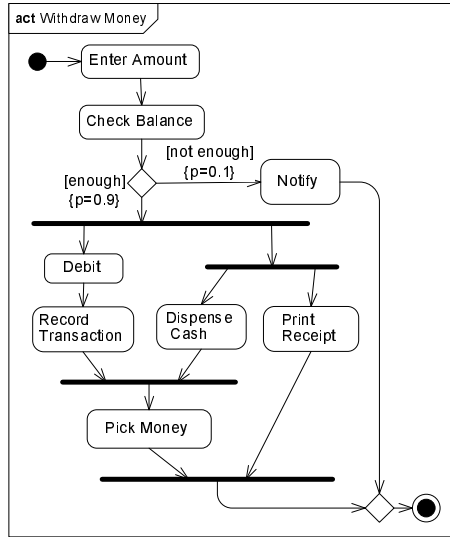 act Withdraw Money
Enter Amount
Check Balance
[not enough]
{p=0.1}
[enough]
{p=0.9}
Notify
Debit
Record
Transaction
Dispense
Cash
Print
Receipt
Pick Money